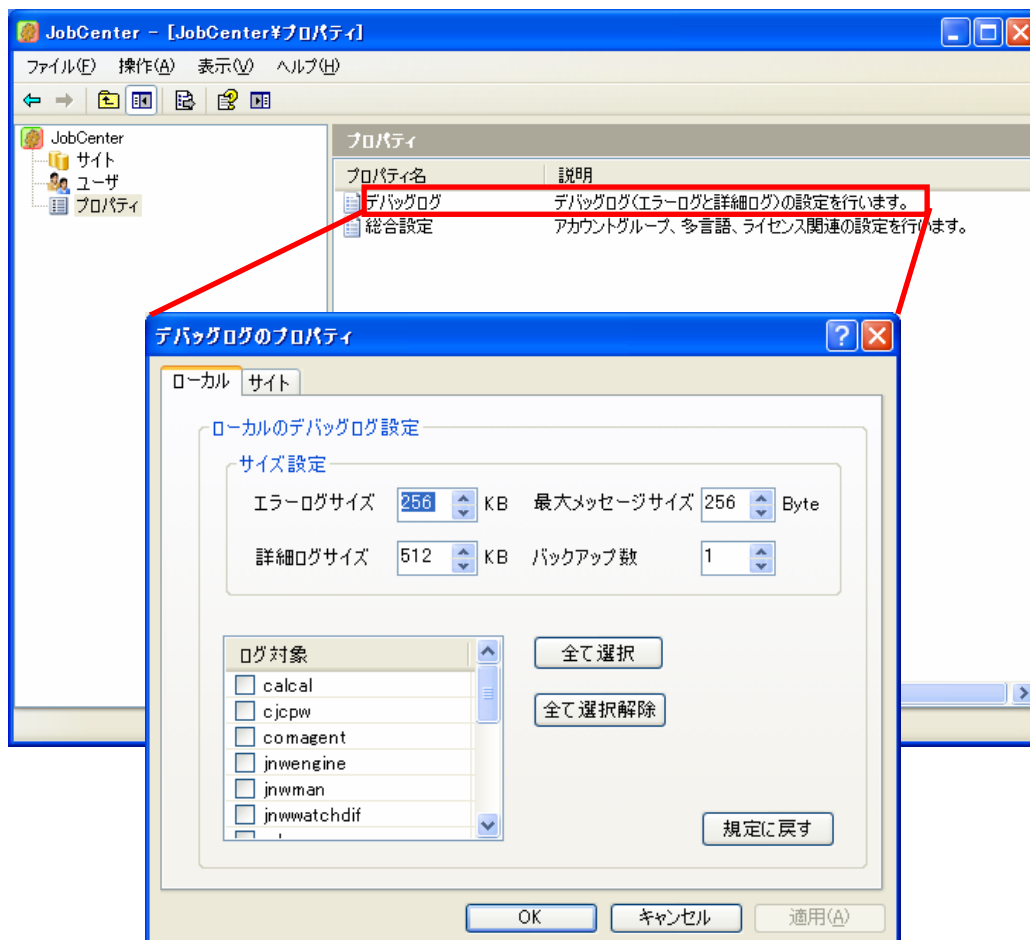 JobCenter - [JobCenter¥プロパティ]
ファイル(F) 操作(A) 表示(V) ヘルプ(H)
JobCenter
サイト
ユーザ
プロパティ
プロパティ
プロパティ名 説明
デバッグログ デバッグログ(エラーログと詳細ログ)の設定を行います。
総合設定 アカウントグループ、多言語、ライセンス関連の設定を行います。
デバッグログのプロパティ
ローカル サイト
ローカルのデバッグログ設定
サイズ設定
エラーログサイズ 256 KB 最大メッセージサイズ 256 Byte
詳細ログサイズ 512 KB バックアップ数 1
ログ対象
calcal
cjcpw
comagent
jnwengine
jnwman
jnwwatchdif
全て選択
全て選択解除
規定に戻す
OK キャンセル 適用(A)